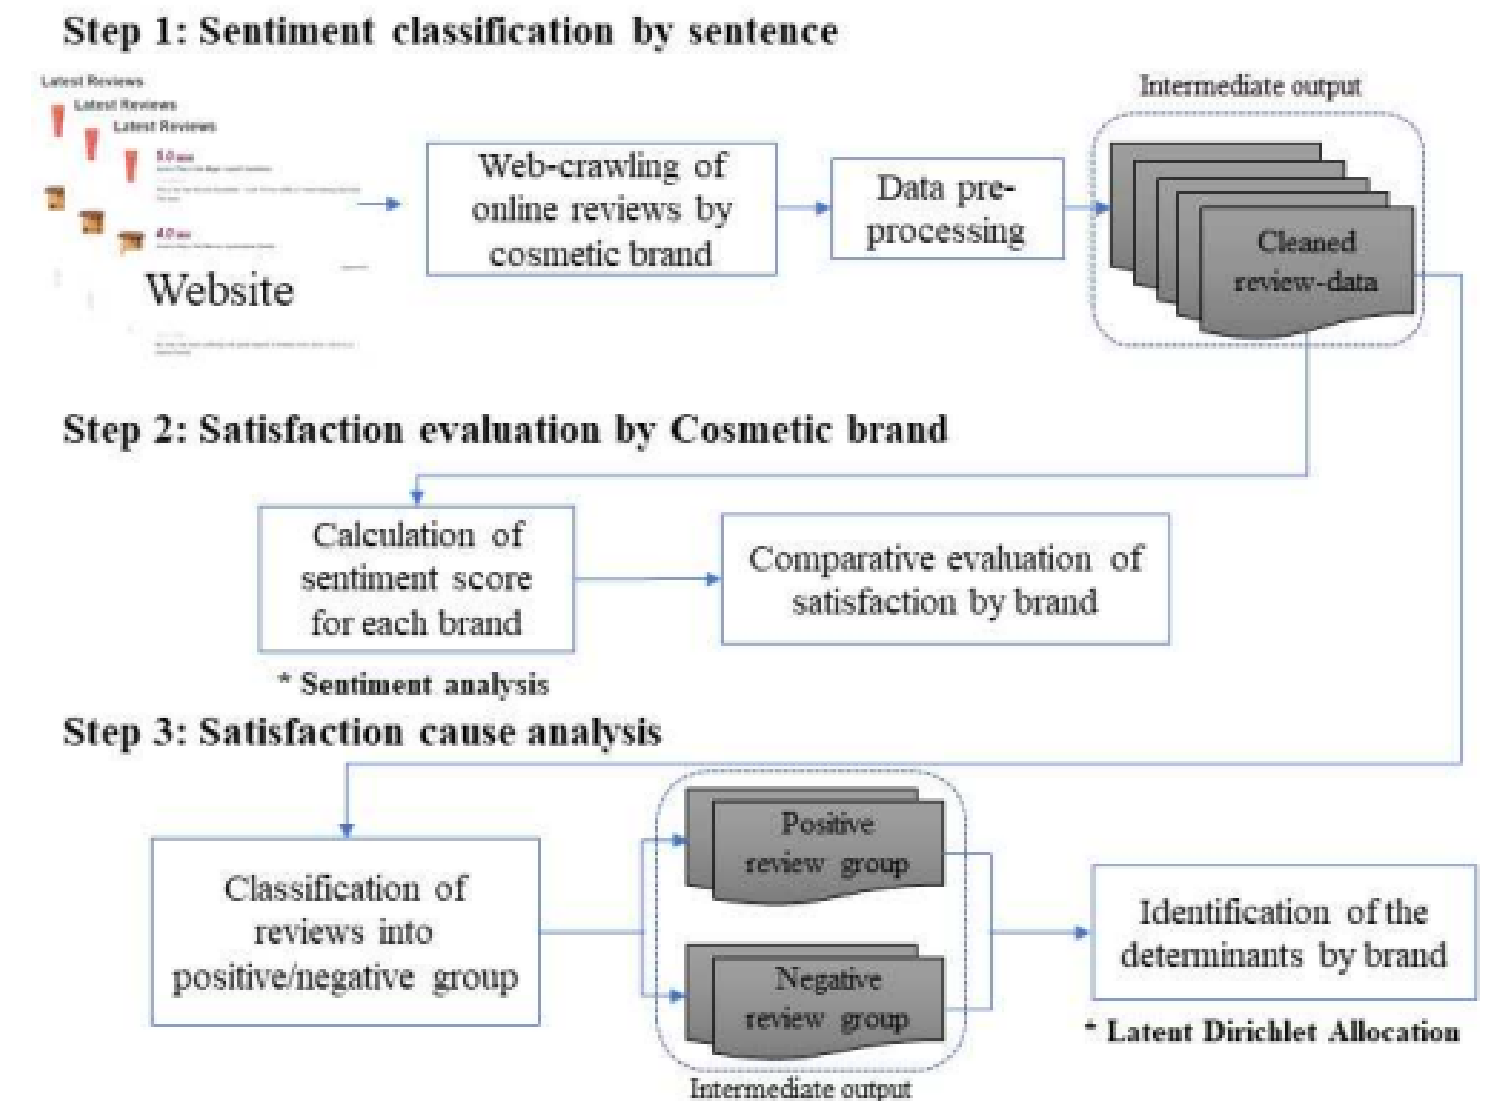 Step 1: Sentiment classification by sentence
Latest Reviews
Latest Reviews
Latest Reviews
5.0
4.0
Website
Web-crawling of
online reviews by
cosmetic brand
Data pre-
processing
Intermediate output
Cleaned
review-data
Step 2: Satisfaction evaluation by Cosmetic brand
Calculation of
sentiment score
for each brand
* Sentiment analysis
Comparative evaluation of
satisfaction by brand
Step 3: Satisfaction cause analysis
Classification of
reviews into
positive/negative group
Positive
review group
Negative
review group
Intermediate output
Identification of the
determinants by brand
* Latent Dirichlet Allocation